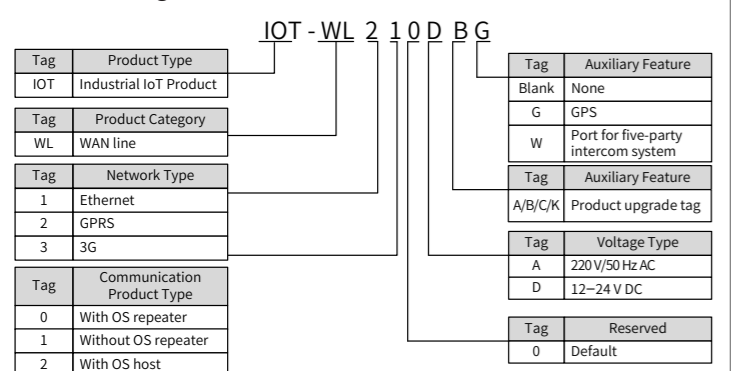 IOT - WL 2 1 0 D B G
Tag Product Type
IOT Industrial IoT Product
Tag Product Category
WL WAN line
Tag Network Type
1 Ethernet
2 GPRS
3 3G
Tag Communication
Product Type
0 With OS repeater
1 Without OS repeater
2 With OS host
Tag Auxiliary Feature
Blank None
G GPS
W Port for five-party
intercom system
Tag Auxiliary Feature
A/B/C/K Product upgrade tag
Tag Voltage Type
A 220 V/50 Hz AC
D 12–24 V DC
Tag Reserved
0 Default